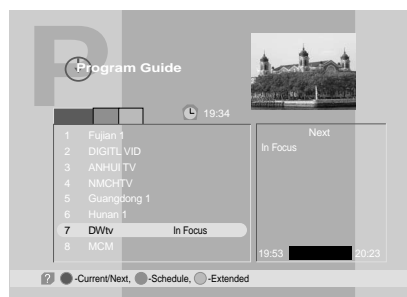 P
Program Guide
19:34
1 Fujian 1
2 DIGITL VID
3 ANHUI TV
4 NMCHTV
5 Guangdong 1
6 Hunan 1
7 DWtv In Focus
8 MCM
Next
In Focus
19:53 20:23
? -Current/Next, -Schedule, -Extended